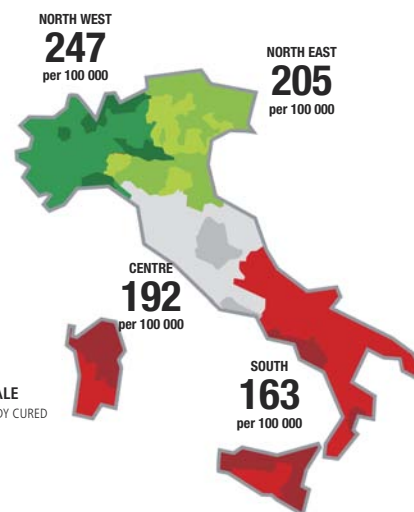 NORTH WEST
247
per 100 000
NORTH EAST
205
per 100 000
CENTRE
192
per 100 000
SOUTH
163
per 100 000
CURED